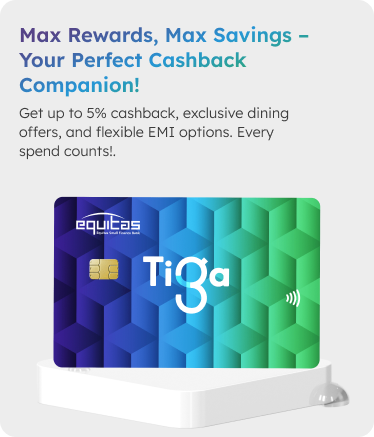 Max Rewards, Max Savings –
Your Perfect Cashback
Companion!
Get up to 5% cashback, exclusive dining
offers, and flexible EMI options. Every
spend counts!.
equitas
Equitas Small Finance Bank
Tiga